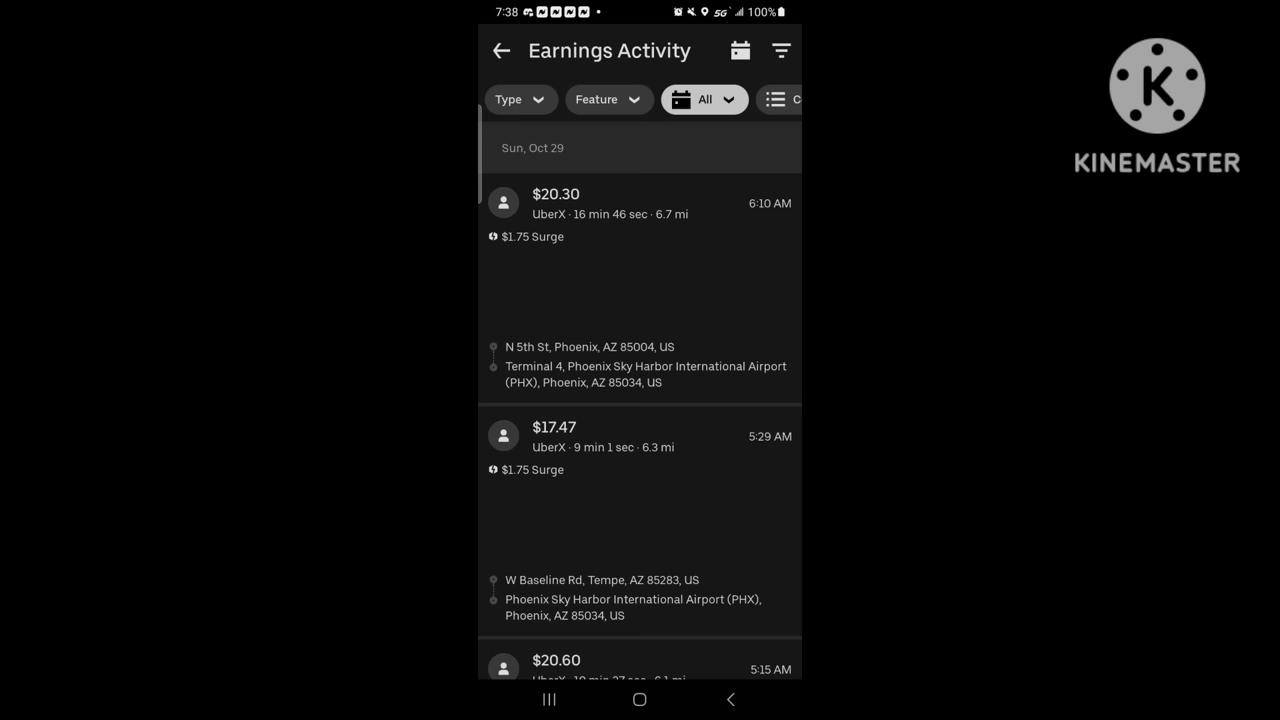 7:38
5G 100%
Earnings Activity
Type Feature All C
KINEMASTER
Sun, Oct 29
$20.30
6:10 AM
UberX · 16 min 46 sec · 6.7 mi
$1.75 Surge
N 5th St, Phoenix, AZ 85004, US
Terminal 4, Phoenix Sky Harbor International Airport
(PHX), Phoenix, AZ 85034, US
$17.47
5:29 AM
UberX · 9 min 1 sec · 6.3 mi
$1.75 Surge
W Baseline Rd, Tempe, AZ 85283, US
Phoenix Sky Harbor International Airport (PHX),
Phoenix, AZ 85034, US
$20.60
5:15 AM